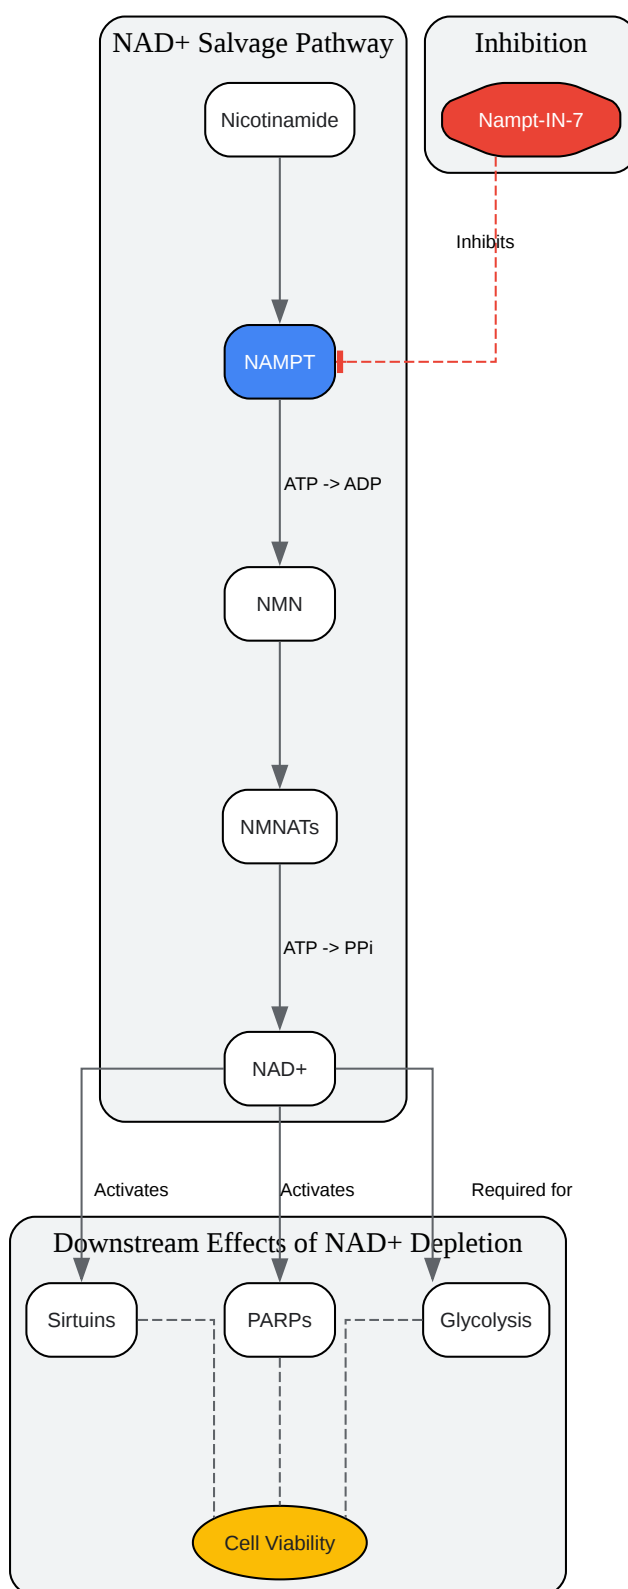 NAD+ Salvage Pathway
Inhibition
Nicotinamide
Nampt-IN-7
Inhibits
NAMPT
ATP -> ADP
NMN
NMNATs
ATP -> PPi
NAD+
Activates
Activates
Required for
Downstream Effects of NAD+ Depletion
Sirtuins
PARPs
Glycolysis
Cell Viability